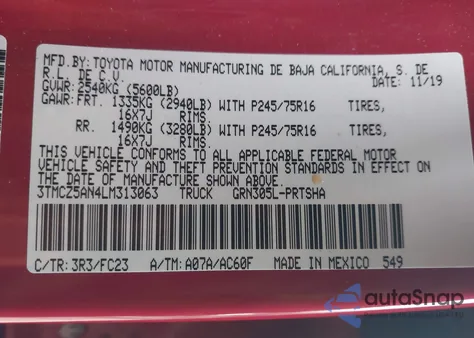 MFD.BY: TOYOTA MOTOR MANUFACTURING DE BAJA CALIFORNIA, S. DE
R.L. DE C.V. DATE: 11/19
GVWR: 2540KG (5600LB)
GAWR: FRT. 1335KG (2940LB) WITH P245/75R16 TIRES,
16X7J RIMS.
RR. 1490KG (3280LB) WITH P245/75R16 TIRES,
16X7J RIMS.
THIS VEHICLE CONFORMS TO ALL APPLICABLE FEDERAL MOTOR
VEHICLE SAFETY AND THEFT PREVENTION STANDARDS IN EFFECT ON
THE DATE OF MANUFACTURE SHOWN ABOVE.
3TMCZ5AN4LM313063 TRUCK GRN305L-PRTSHA
C/TR: 3R3/FC23 A/TM: A07A/AC60F MADE IN MEXICO 549
autoSnap